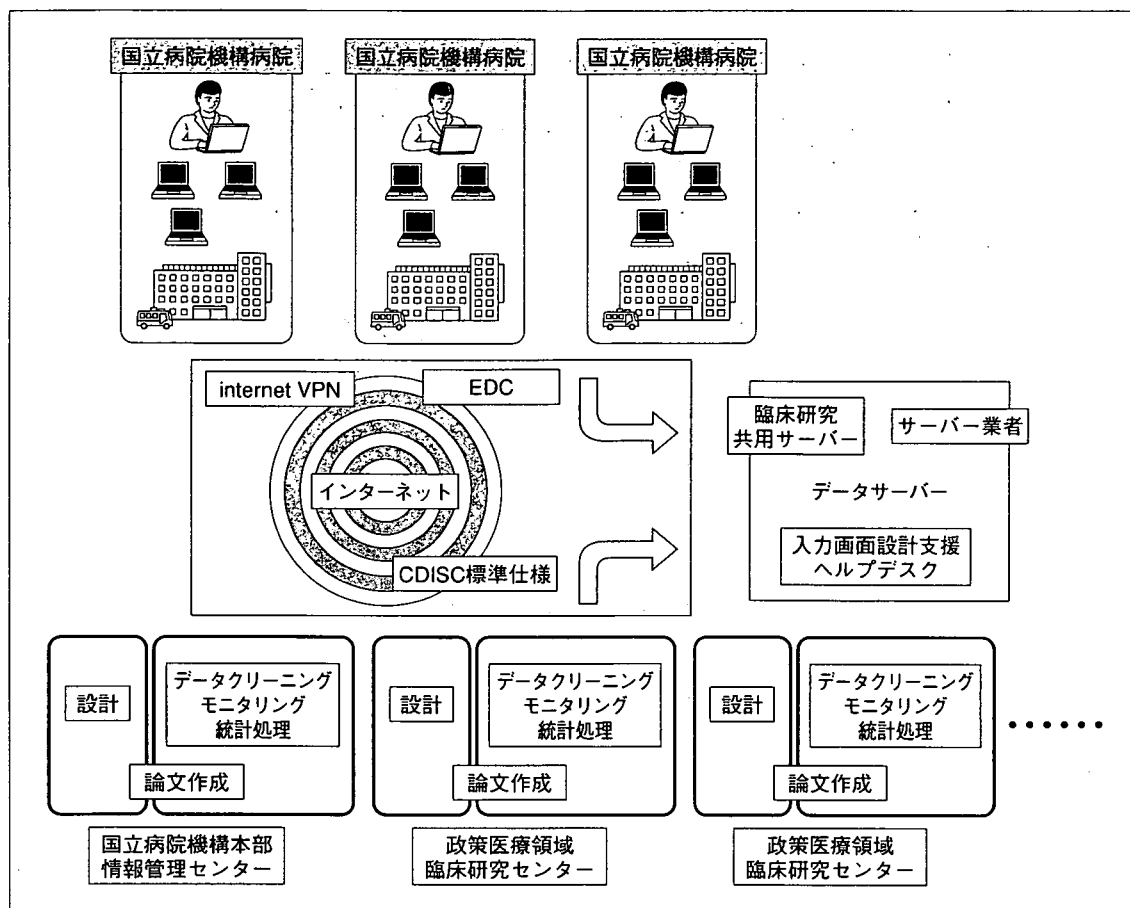 国立病院機構病院
国立病院機構病院
国立病院機構病院
internet VPN
EDC
インターネット
CDISC標準仕様
臨床研究
共用サーバー
サーバー業者
データサーバー
入力画面設計支援
ヘルプデスク
設計
データクリーニング
モニタリング
統計処理
論文作成
設計
データクリーニング
モニタリング
統計処理
論文作成
設計
データクリーニング
モニタリング
統計処理
論文作成
……
国立病院機構本部
情報管理センター
政策医療領域
臨床研究センター
政策医療領域
臨床研究センター